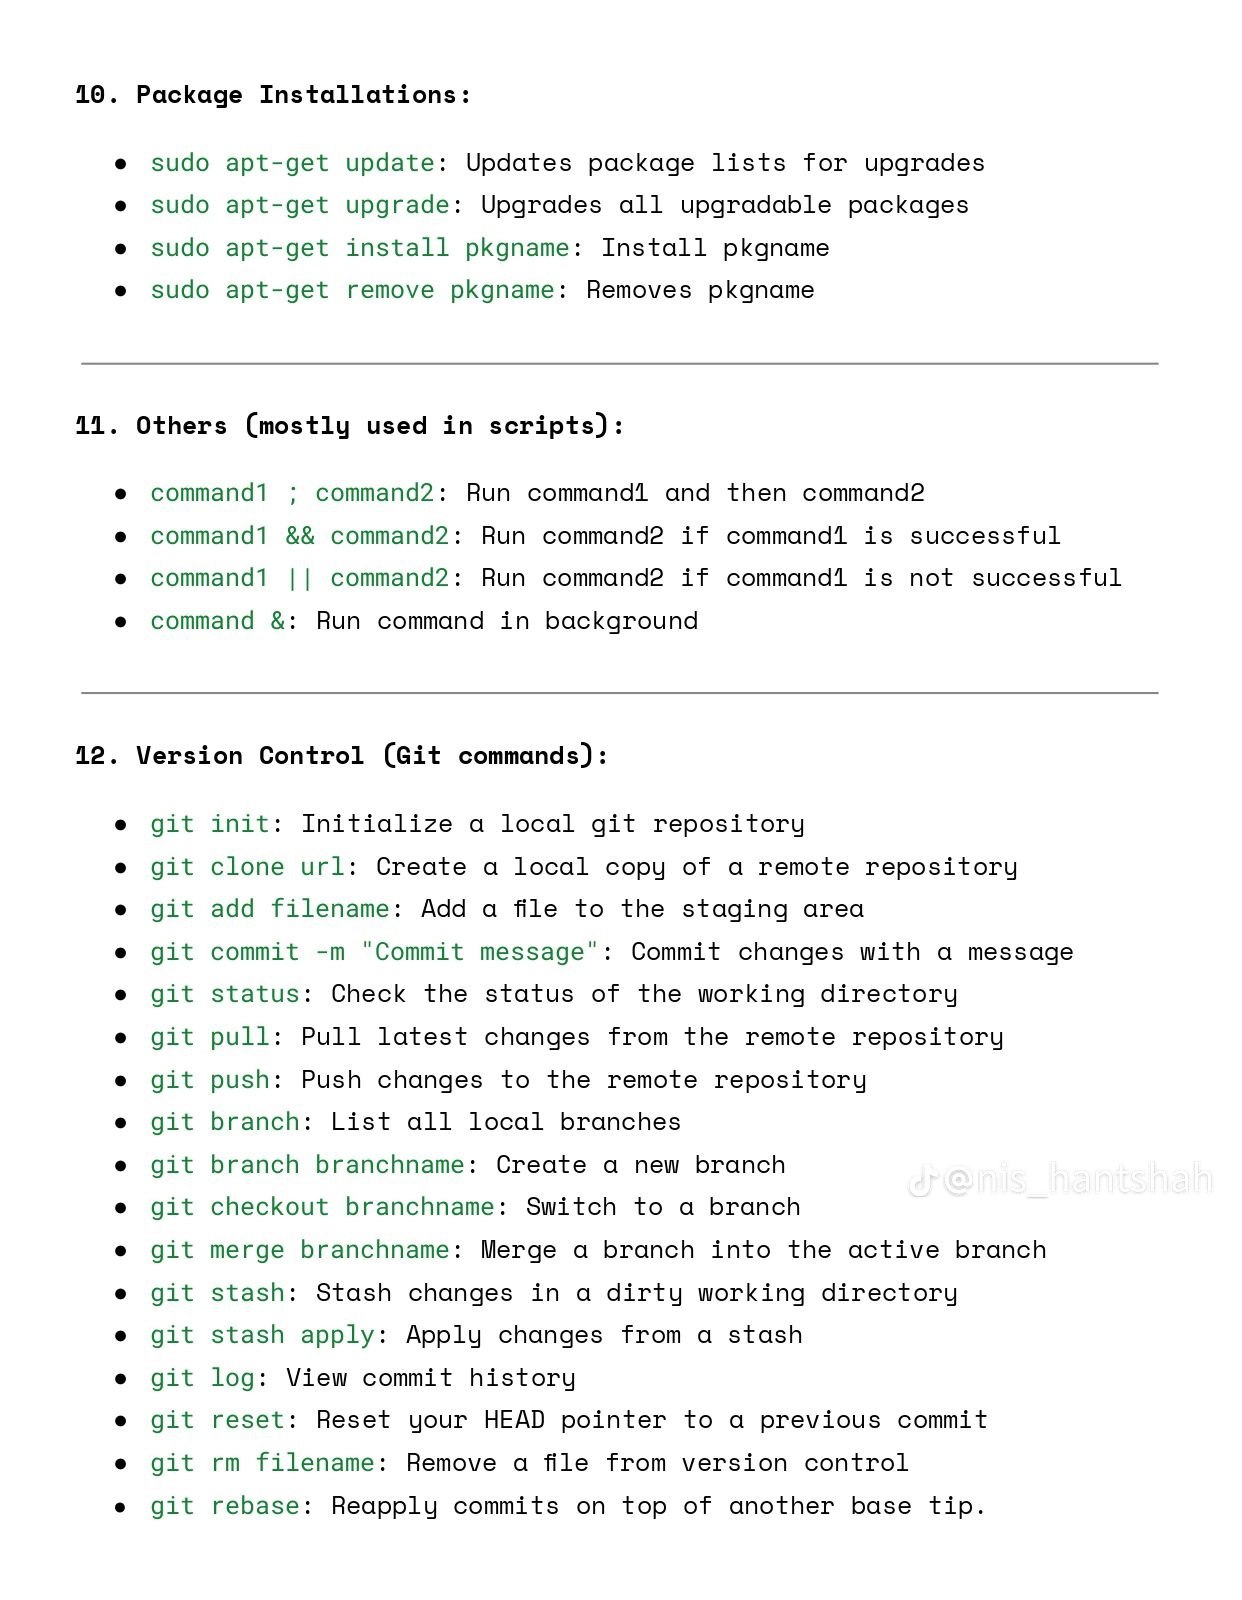 10. Package Installations:
● sudo apt-get update: Updates package lists for upgrades
● sudo apt-get upgrade: Upgrades all upgradable packages
● sudo apt-get install pkgname: Install pkgname
● sudo apt-get remove pkgname: Removes pkgname
11. Others (mostly used in scripts):
● command1 ; command2: Run command1 and then command2
● command1 && command2: Run command2 if command1 is successful
● command1 || command2: Run command2 if command1 is not successful
● command &: Run command in background
12. Version Control (Git commands):
● git init: Initialize a local git repository
● git clone url: Create a local copy of a remote repository
● git add filename: Add a file to the staging area
● git commit -m "Commit message": Commit changes with a message
● git status: Check the status of the working directory
● git pull: Pull latest changes from the remote repository
● git push: Push changes to the remote repository
● git branch: List all local branches
● git branch branchname: Create a new branch
@nis_hantshah
● git checkout branchname: Switch to a branch
● git merge branchname: Merge a branch into the active branch
● git stash: Stash changes in a dirty working directory
● git stash apply: Apply changes from a stash
● git log: View commit history
● git reset: Reset your HEAD pointer to a previous commit
● git rm filename: Remove a file from version control
● git rebase: Reapply commits on top of another base tip.